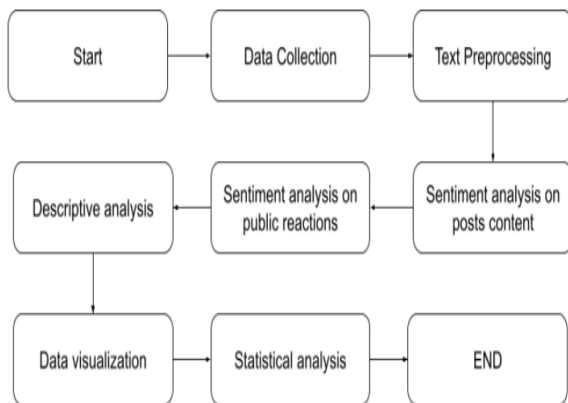 Start
Data Collection
Text Preprocessing
Sentiment analysis on
posts content
Sentiment analysis on
public reactions
Descriptive analysis
Data visualization
Statistical analysis
END